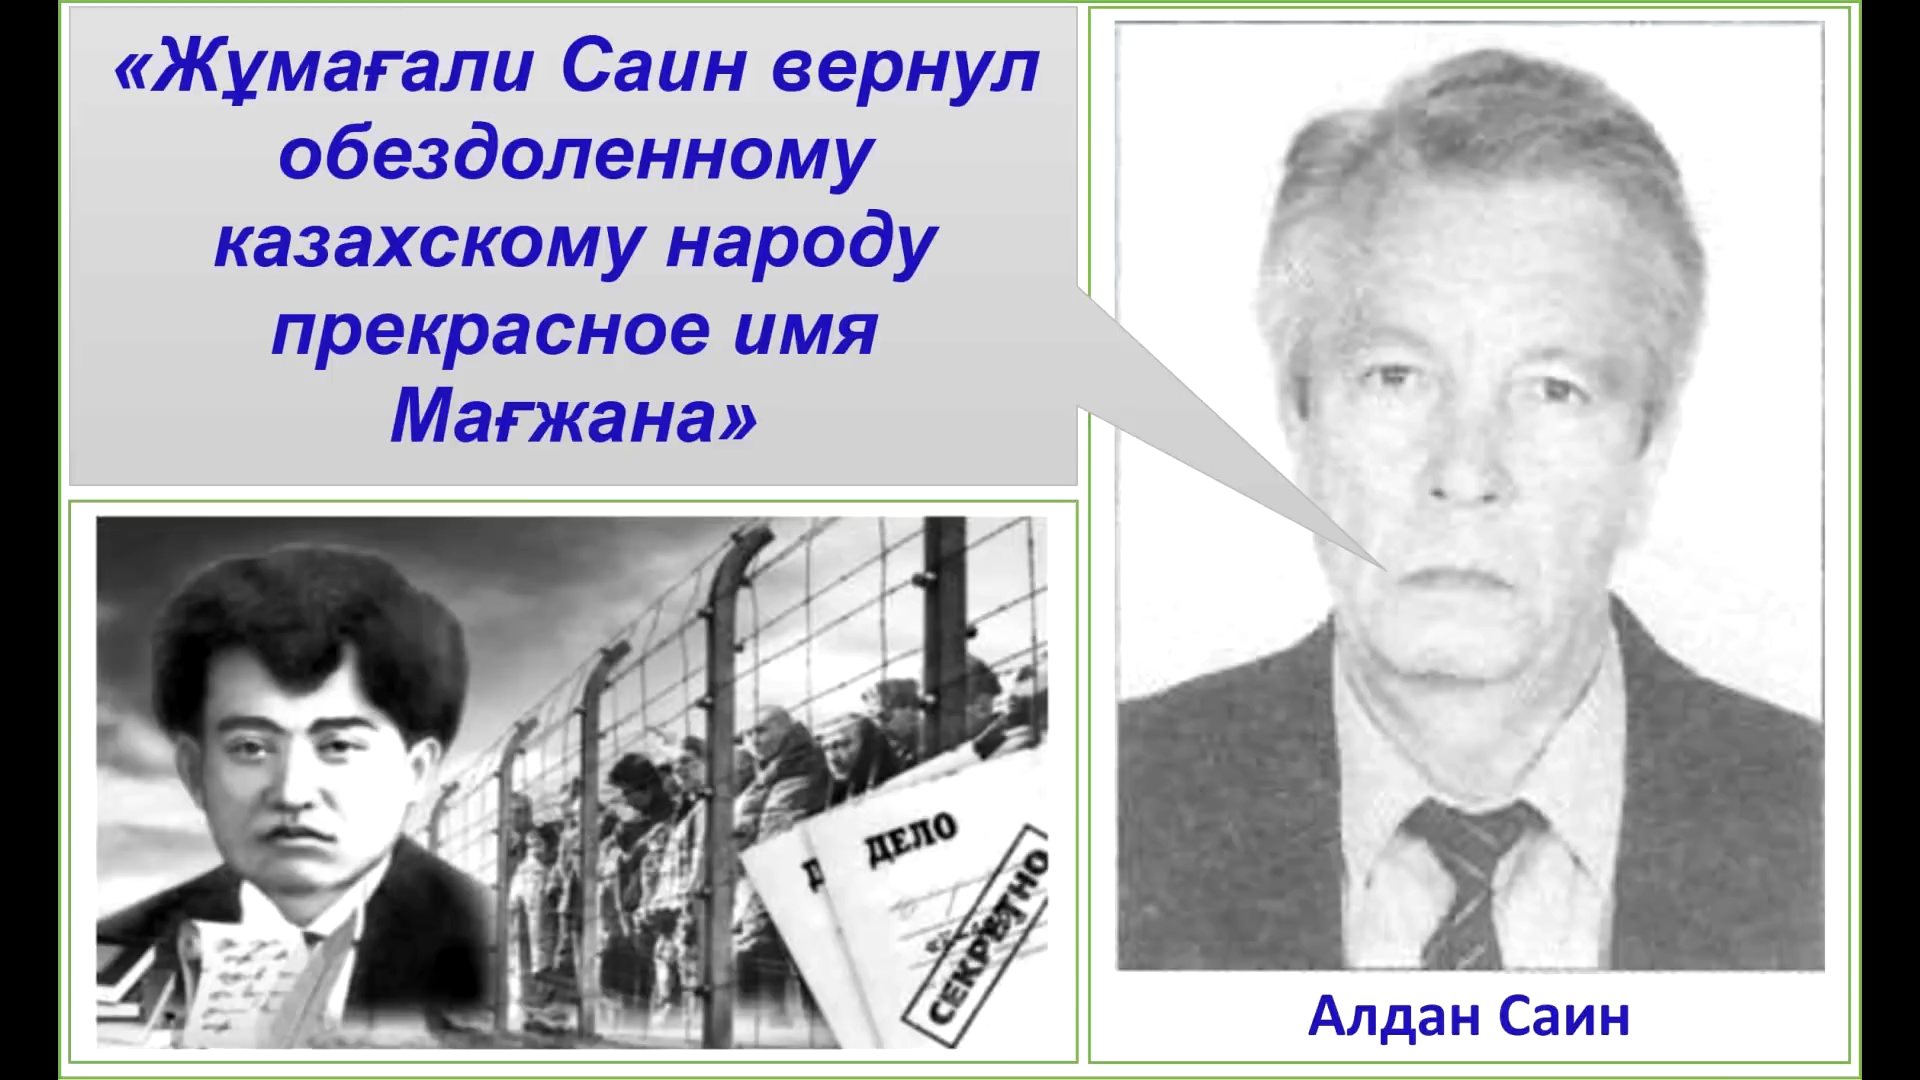 «Жұмағали Саин вернул
обездоленному
казахскому народу
прекрасное имя
Мағжана»
ДЕЛО
СЕКРЕТНО
Алдан Саин